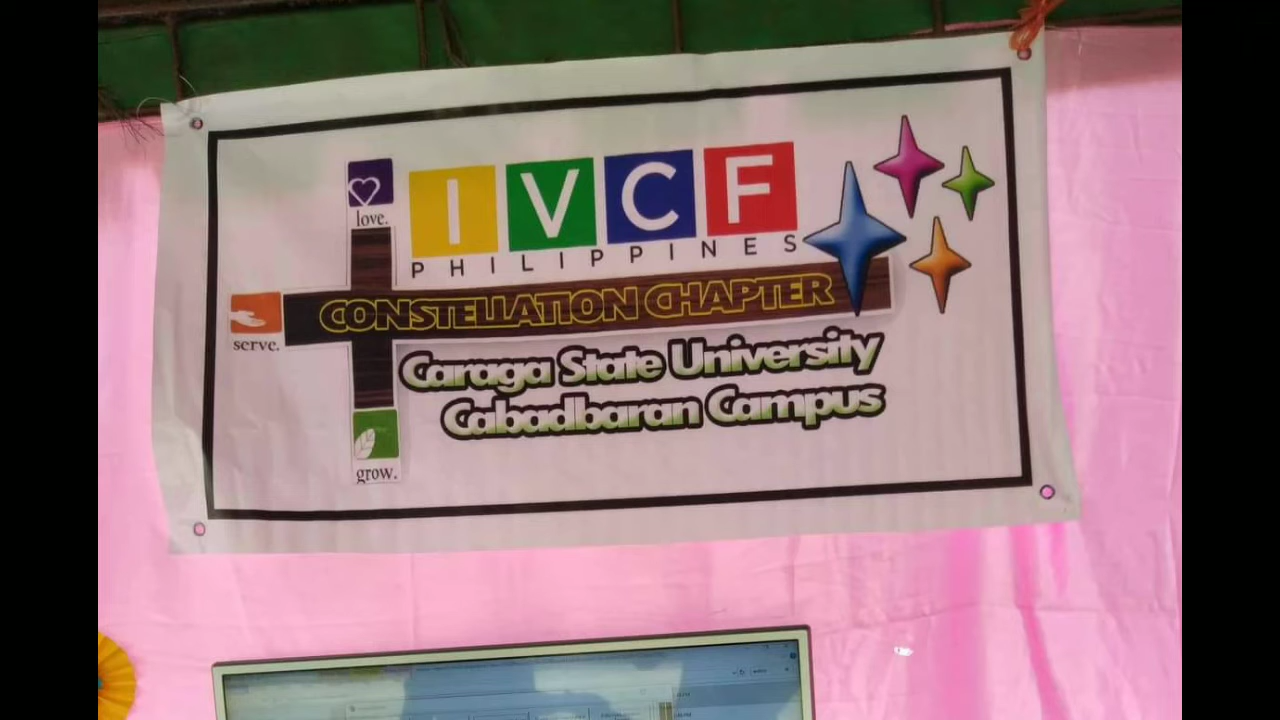 love.
IVCF
PHILIPPINES
CONSTELLATION CHAPTER
serve.
Caraga State University
Cabadbaran Campus
grow.